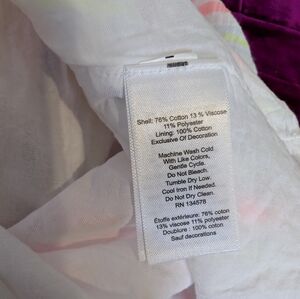 Shell: 76% Cotton 13 % Viscose
11% Polyester
Lining: 100% Cotton
Exclusive Of Decoration
Machine Wash Cold
With Like Colors,
Gentle Cycle.
Do Not Bleach.
Tumble Dry Low.
Cool Iron If Needed.
Do Not Dry Clean.
RN 134578
Étoffe extérieure: 76% coton
13% viscose 11% polyester
Doublure : 100% coton
Sauf décorations